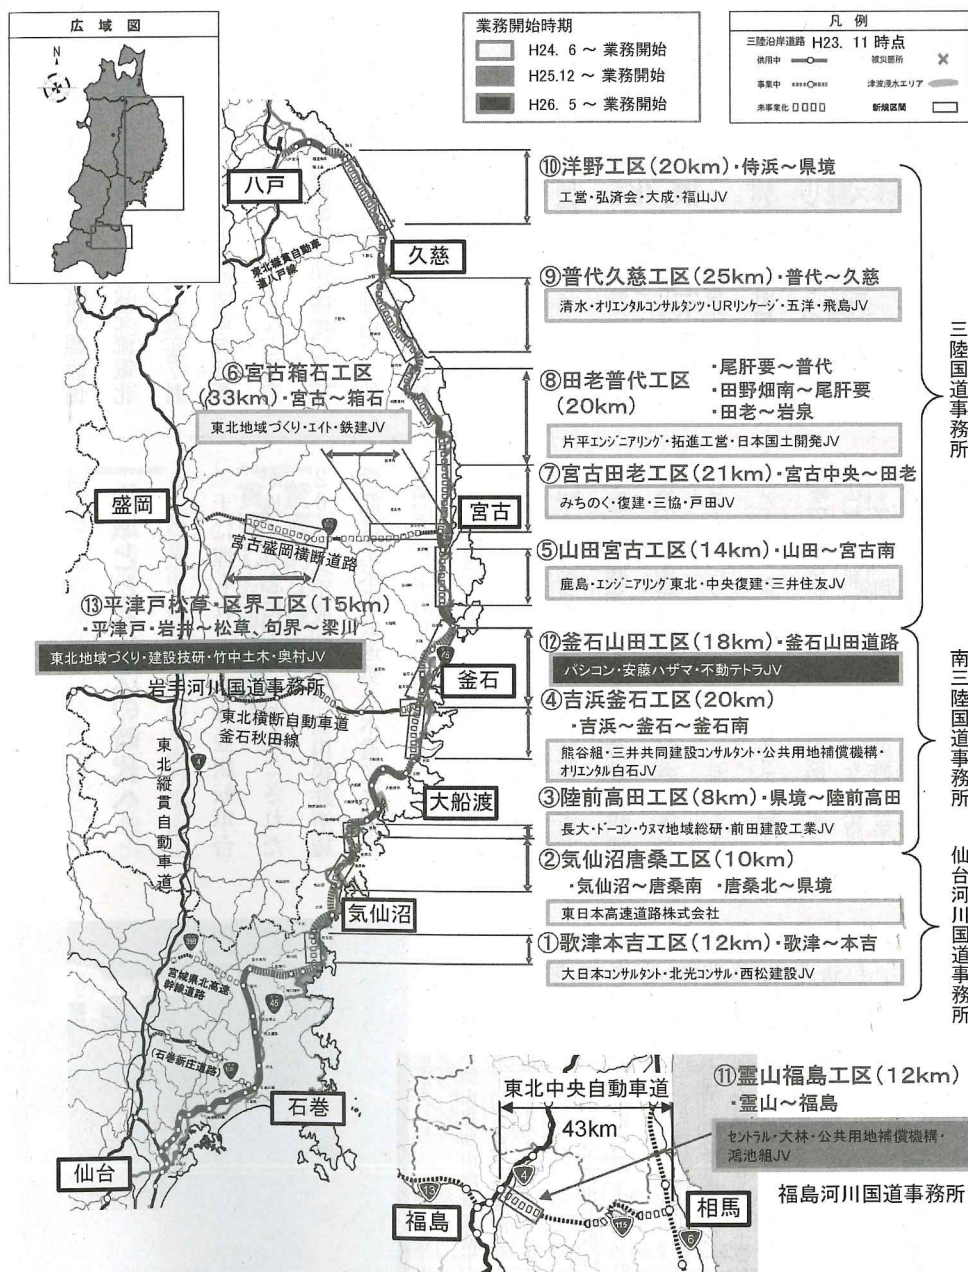 広域図
N
業務開始時期
H24. 6 ～ 業務開始
H25.12 ～ 業務開始
H26. 5 ～ 業務開始
凡例
三陸沿岸道路 H23. 11 時点
供用中
被災箇所
事業中
津波浸水エリア
未事業化
新規区間
八戸
久慈
東北縦貫自動車
道八戸線
⑩洋野工区(20km)・侍浜～県境
工営・弘済会・大成・福山JV
⑨普代久慈工区(25km)・普代～久慈
清水・オリエンタルコンサルタンツ・URリンケージ・五洋・飛島JV
⑥宮古箱石工区
(33km)・宮古～箱石
東北地域づくり・エイト・鉄建JV
⑧田老普代工区
(20km)
・尾肝要～普代
・田野畑南～尾肝要
・田老～岩泉
片平エンジニアリング・拓進工営・日本国土開発JV
三陸国道事務所
盛岡
宮古
⑦宮古田老工区(21km)・宮古中央～田老
みちのく・復建・三協・戸田JV
宮古盛岡横断道路
⑤山田宮古工区(14km)・山田～宮古南
鹿島・エンジニアリング東北・中央復建・三井住友JV
⑬平津戸松草・区界工区(15km)
・平津戸・岩井～松草、句界～梁川
東北地域づくり・建設技研・竹中土木・奥村JV
岩手河川国道事務所
45
釜石
⑫釜石山田工区(18km)・釜石山田道路
パシコン・安藤ハザマ・不動テトラJV
東北横断自動車道
釜石秋田線
④吉浜釜石工区(20km)
・吉浜～釜石～釜石南
熊谷組・三井共同建設コンサルタント・公共用地補償機構・
オリエンタル白石JV
南三陸国道事務所
東北縦貫自動車道
4
大船渡
③陸前高田工区(8km)・県境～陸前高田
長大・ドーコン・ウヌマ地域総研・前田建設工業JV
②気仙沼唐桑工区(10km)
・気仙沼～唐桑南 ・唐桑北～県境
東日本高速道路株式会社
気仙沼
①歌津本吉工区(12km)・歌津～本吉
大日本コンサルタント・北光コンサル・西松建設JV
仙台河川国道事務所
398
宮城県北高速
幹線道路
45
(石巻新庄道路)
石巻
仙台
東北中央自動車道
43km
⑪霊山福島工区(12km)
・霊山～福島
セントラル・大林・公共用地補償機構・
鴻池組JV
福島河川国道事務所
4
13
115
6
福島
相馬